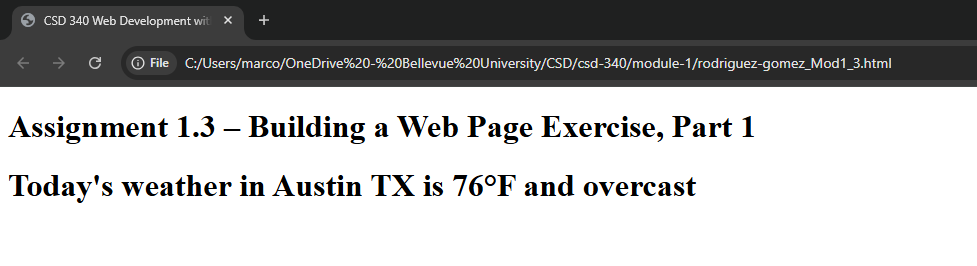 CSD 340 Web Development wit
File C:/Users/marco/OneDrive%20-%20Bellevue%20University/CSD/csd-340/module-1/rodriguez-gomez_Mod1_3.html
Assignment 1.3 – Building a Web Page Exercise, Part 1
Today's weather in Austin TX is 76°F and overcast